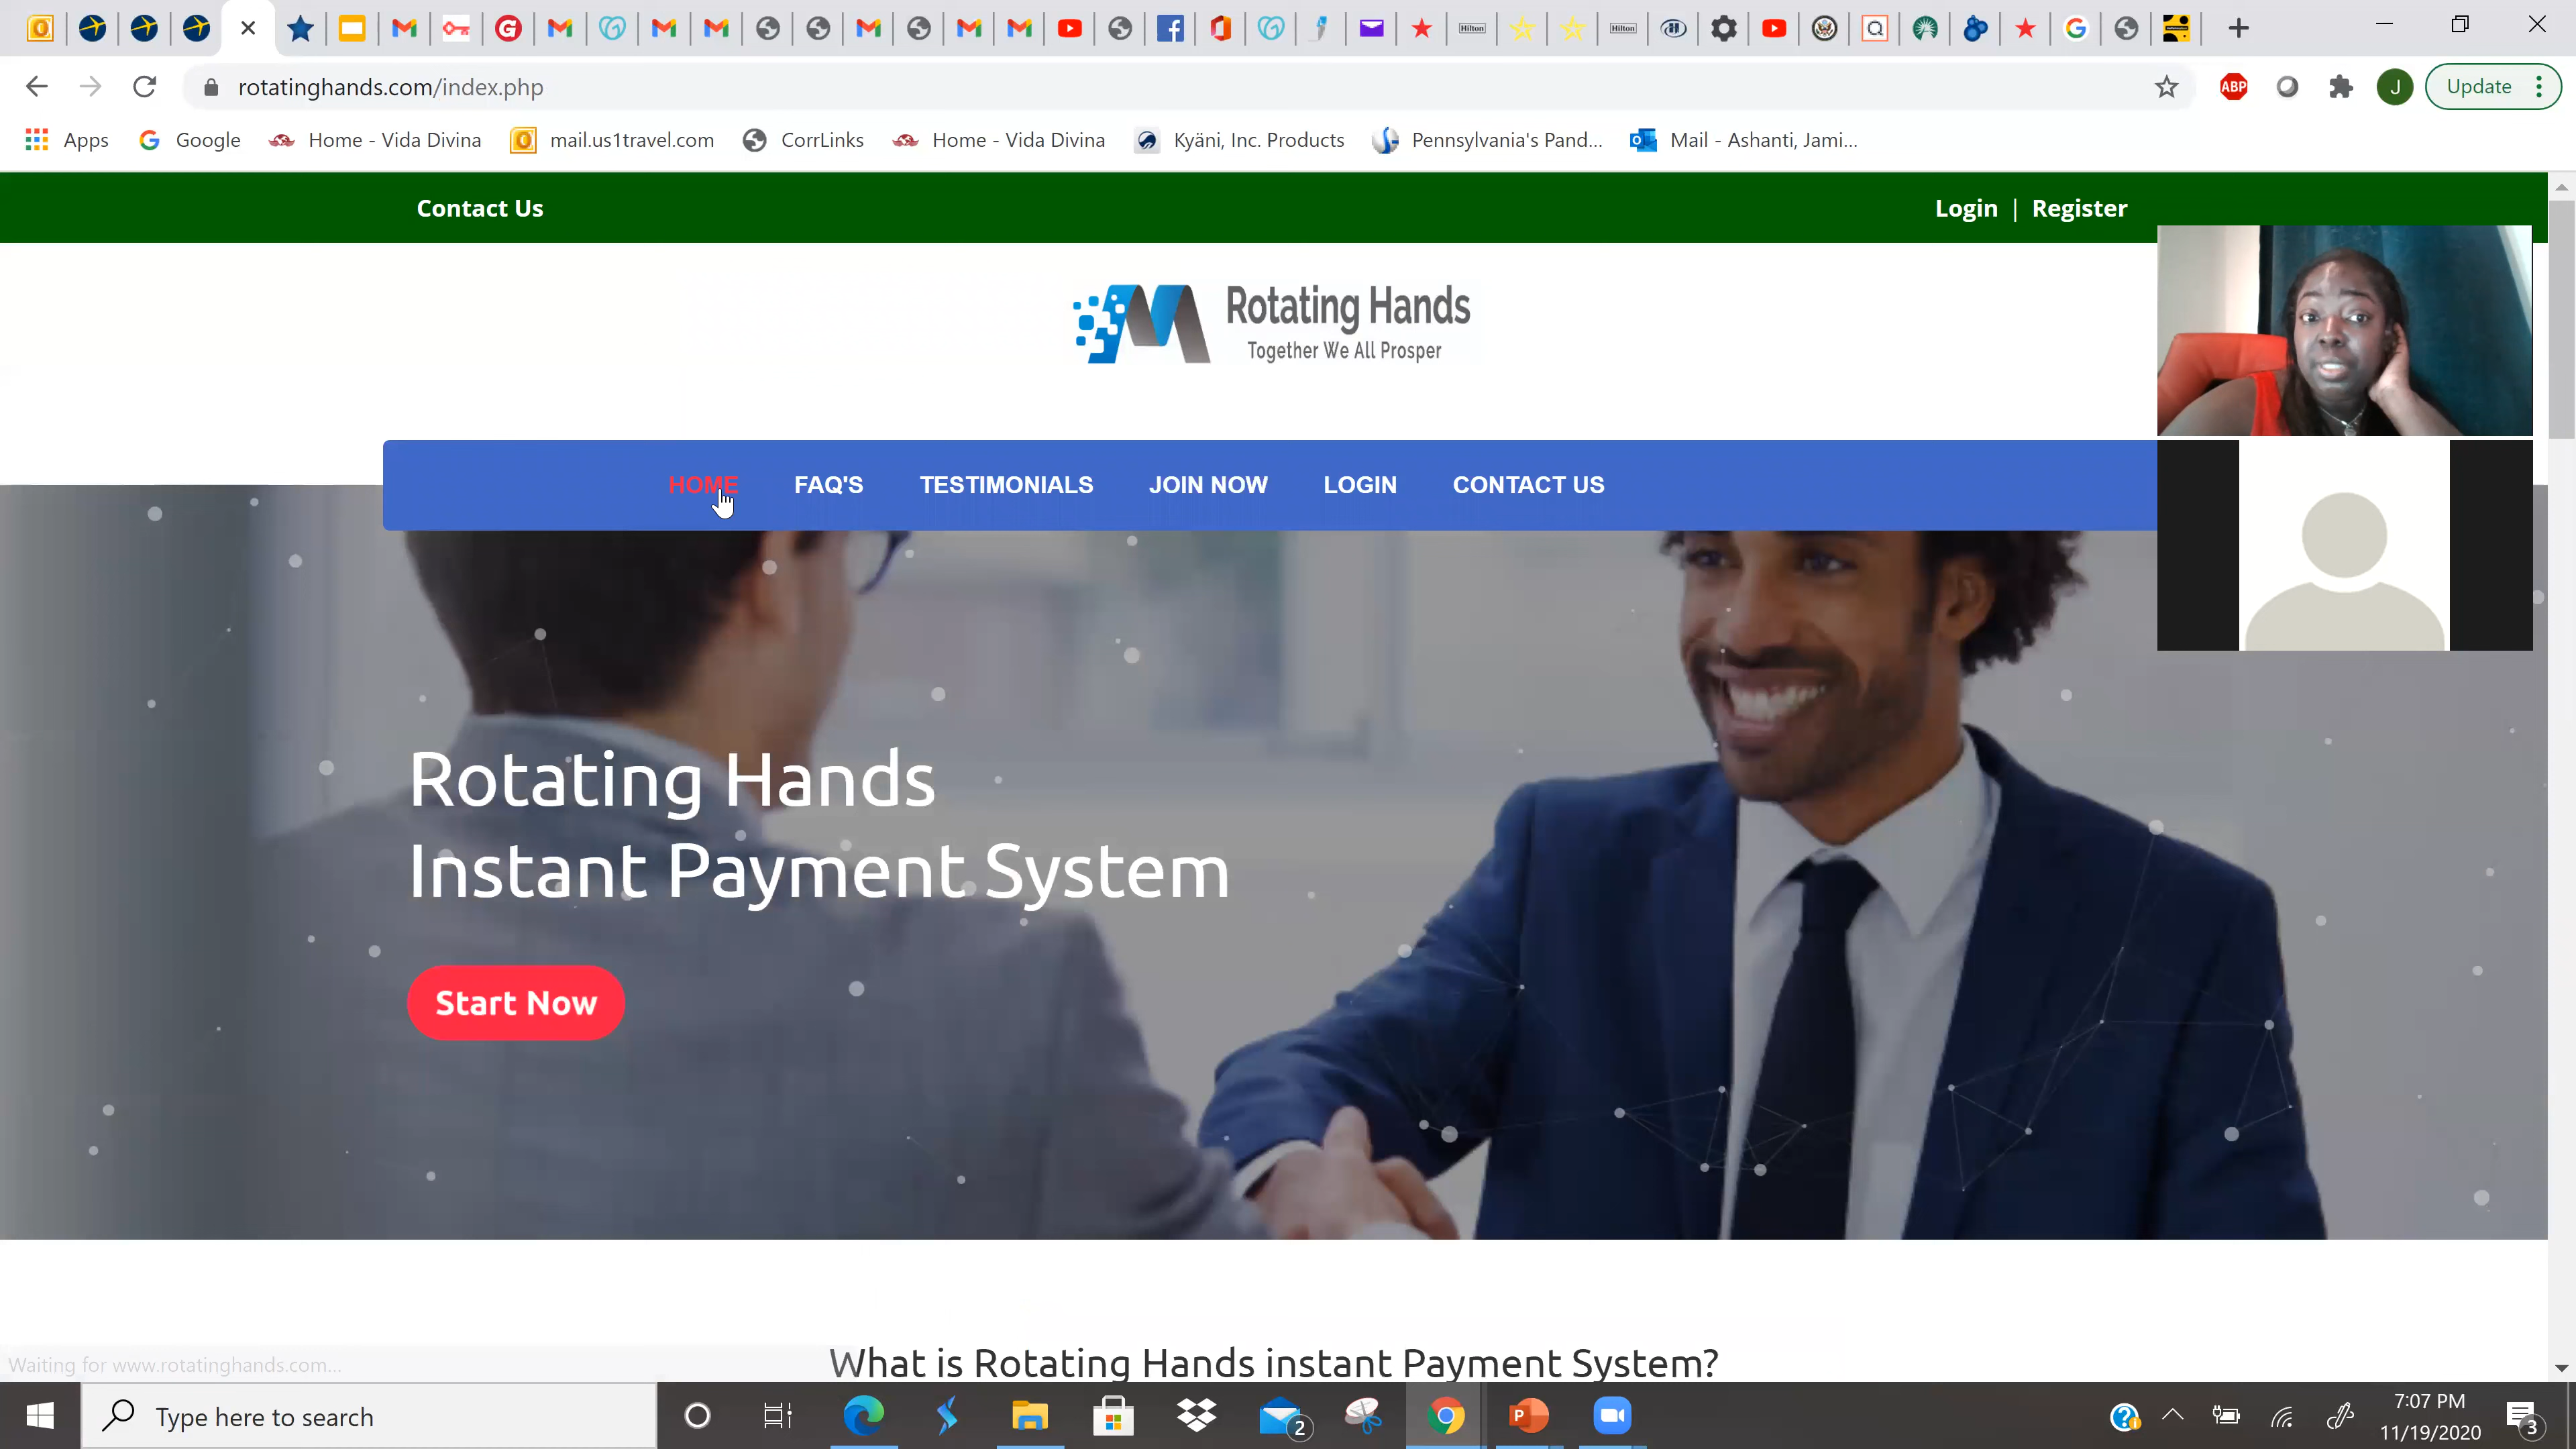 rotatinghands.com/index.php
ABP
J
Update
Apps
Google
Home - Vida Divina
mail.us1travel.com
CorrLinks
Home - Vida Divina
Kyäni, Inc. Products
Pennsylvania's Pand...
Mail - Ashanti, Jami...
Contact Us
Login | Register
Rotating Hands
Together We All Prosper
HOME
FAQ'S
TESTIMONIALS
JOIN NOW
LOGIN
CONTACT US
Rotating Hands
Instant Payment System
Start Now
What is Rotating Hands instant Payment System?
Waiting for www.rotatinghands.com...
Type here to search
2
7:07 PM
11/19/2020
3